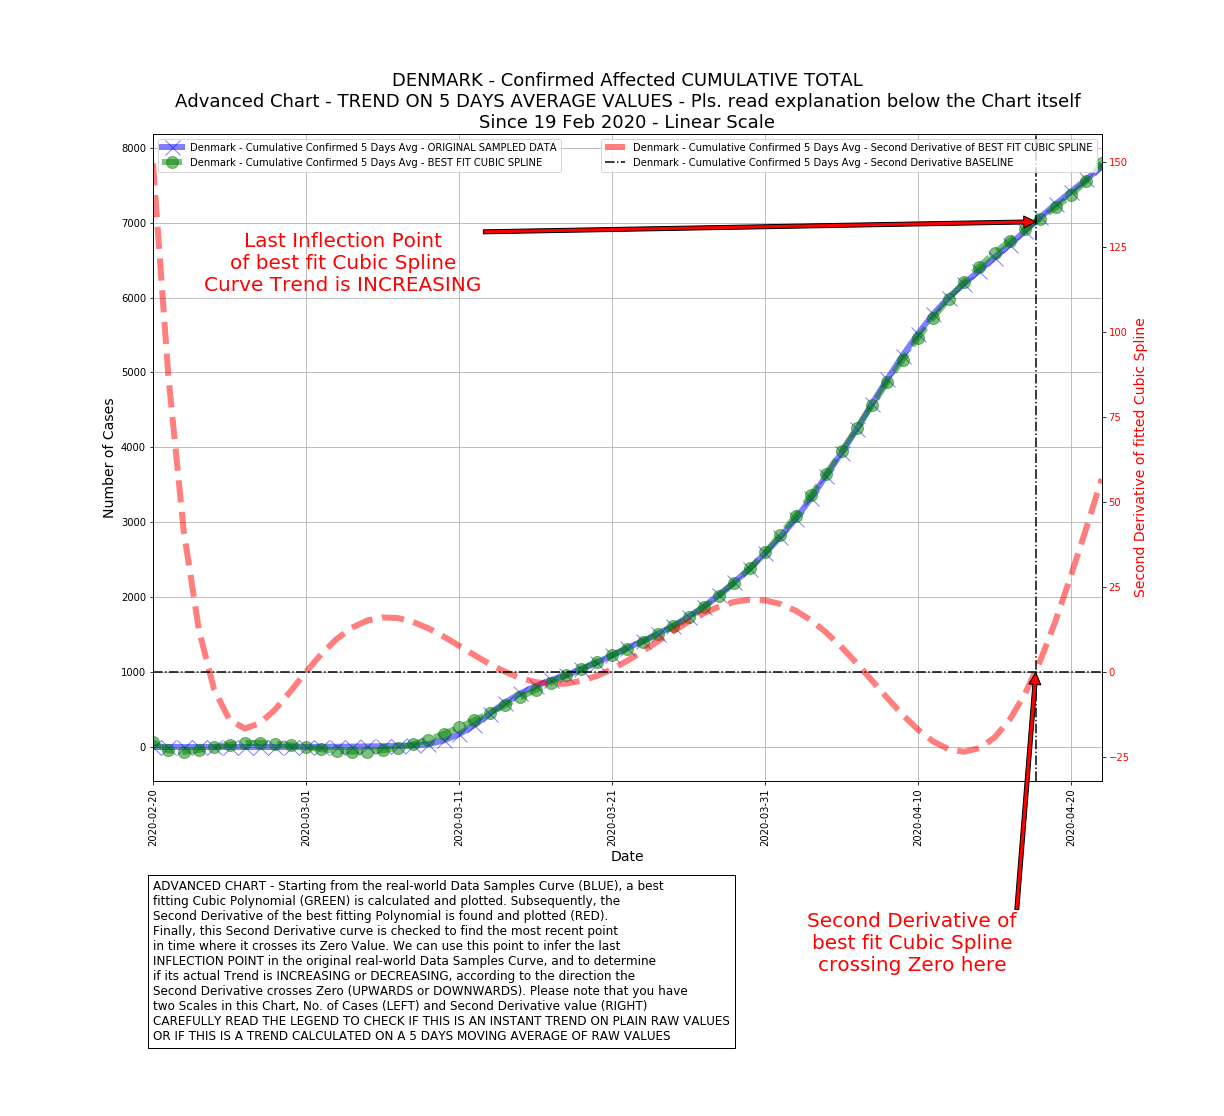 DENMARK - Confirmed Affected CUMULATIVE TOTAL
Advanced Chart - TREND ON 5 DAYS AVERAGE VALUES - Pls. read explanation below the Chart itself
Since 19 Feb 2020 - Linear Scale
Denmark - Cumulative Confirmed 5 Days Avg - ORIGINAL SAMPLED DATA
Denmark - Cumulative Confirmed 5 Days Avg - BEST FIT CUBIC SPLINE
Denmark - Cumulative Confirmed 5 Days Avg - Second Derivative of BEST FIT CUBIC SPLINE
Denmark - Cumulative Confirmed 5 Days Avg - Second Derivative BASELINE
Last Inflection Point
of best fit Cubic Spline
Curve Trend is INCREASING
Number of Cases
8000
7000
6000
5000
4000
3000
2000
1000
0
150
125
100
75
50
25
0
−25
Second Derivative of fitted Cubic Spline
2020-02-20
2020-03-01
2020-03-11
2020-03-21
2020-03-31
2020-04-10
2020-04-20
Date
ADVANCED CHART - Starting from the real-world Data Samples Curve (BLUE), a best
fitting Cubic Polynomial (GREEN) is calculated and plotted. Subsequently, the
Second Derivative of the best fitting Polynomial is found and plotted (RED).
Finally, this Second Derivative curve is checked to find the most recent point
in time where it crosses its Zero Value. We can use this point to infer the last
INFLECTION POINT in the original real-world Data Samples Curve, and to determine
if its actual Trend is INCREASING or DECREASING, according to the direction the
Second Derivative crosses Zero (UPWARDS or DOWNWARDS). Please note that you have
two Scales in this Chart, No. of Cases (LEFT) and Second Derivative value (RIGHT)
CAREFULLY READ THE LEGEND TO CHECK IF THIS IS AN INSTANT TREND ON PLAIN RAW VALUES
OR IF THIS IS A TREND CALCULATED ON A 5 DAYS MOVING AVERAGE OF RAW VALUES
Second Derivative of
best fit Cubic Spline
crossing Zero here